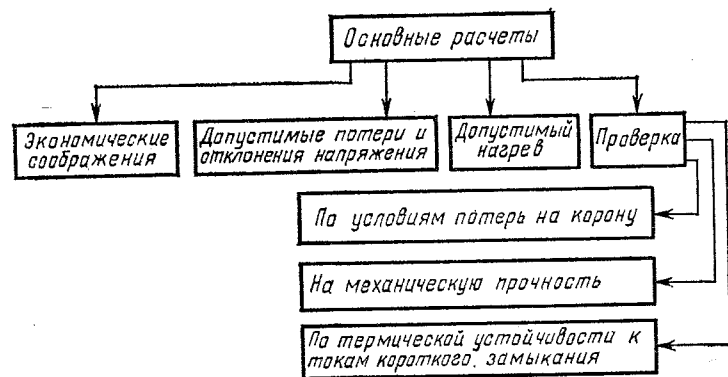 Основные расчеты
Экономические
соображения
Допустимые потери и
отклонения напряжения
Допустимый
нагрев
Проверка
По условиям потерь на корону
На механическую прочность
По термической устойчивости к
токам короткого. замыкания